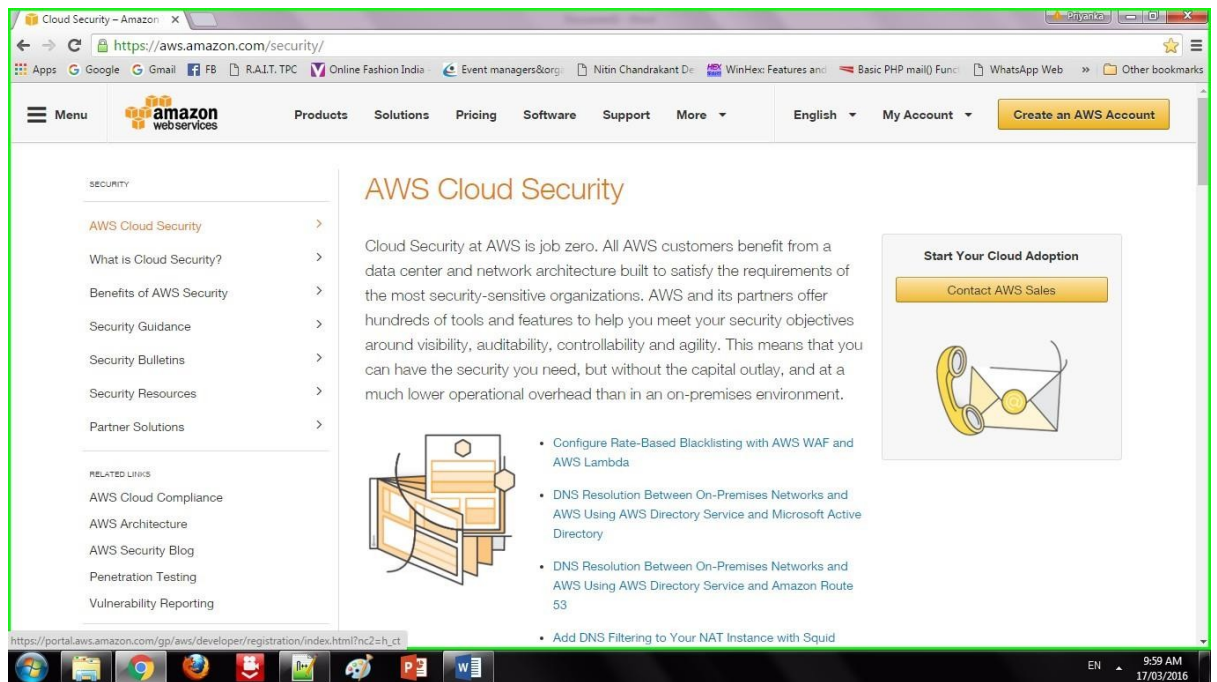 Cloud Security – Amazon
Priyanka
https://aws.amazon.com/security/
Apps Google Gmail FB R.A.I.T. TPC Online Fashion India Event managers&org Nitin Chandrakant De WinHex: Features and Basic PHP mail() Func WhatsApp Web » Other bookmarks
Menu amazon webservices Products Solutions Pricing Software Support More English My Account Create an AWS Account
SECURITY
AWS Cloud Security
What is Cloud Security?
Benefits of AWS Security
Security Guidance
Security Bulletins
Security Resources
Partner Solutions
RELATED LINKS
AWS Cloud Compliance
AWS Architecture
AWS Security Blog
Penetration Testing
Vulnerability Reporting
AWS Cloud Security
Cloud Security at AWS is job zero. All AWS customers benefit from a
data center and network architecture built to satisfy the requirements of
the most security-sensitive organizations. AWS and its partners offer
hundreds of tools and features to help you meet your security objectives
around visibility, auditability, controllability and agility. This means that you
can have the security you need, but without the capital outlay, and at a
much lower operational overhead than in an on-premises environment.
• Configure Rate-Based Blacklisting with AWS WAF and
AWS Lambda
• DNS Resolution Between On-Premises Networks and
AWS Using AWS Directory Service and Microsoft Active
Directory
• DNS Resolution Between On-Premises Networks and
AWS Using AWS Directory Service and Amazon Route
53
• Add DNS Filtering to Your NAT Instance with Squid
Start Your Cloud Adoption
Contact AWS Sales
https://portal.aws.amazon.com/gp/aws/developer/registration/index.html?nc2=h_ct
EN 9:59 AM
17/03/2016